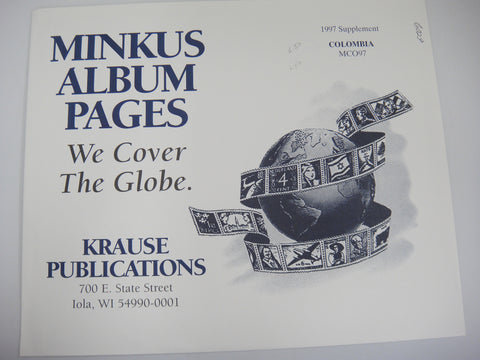 MINKUS
ALBUM
PAGES
We Cover
The Globe.
KRAUSE
PUBLICATIONS
700 E. State Street
Iola, WI 54990-0001
1997 Supplement
COLOMBIA
MCO97
4